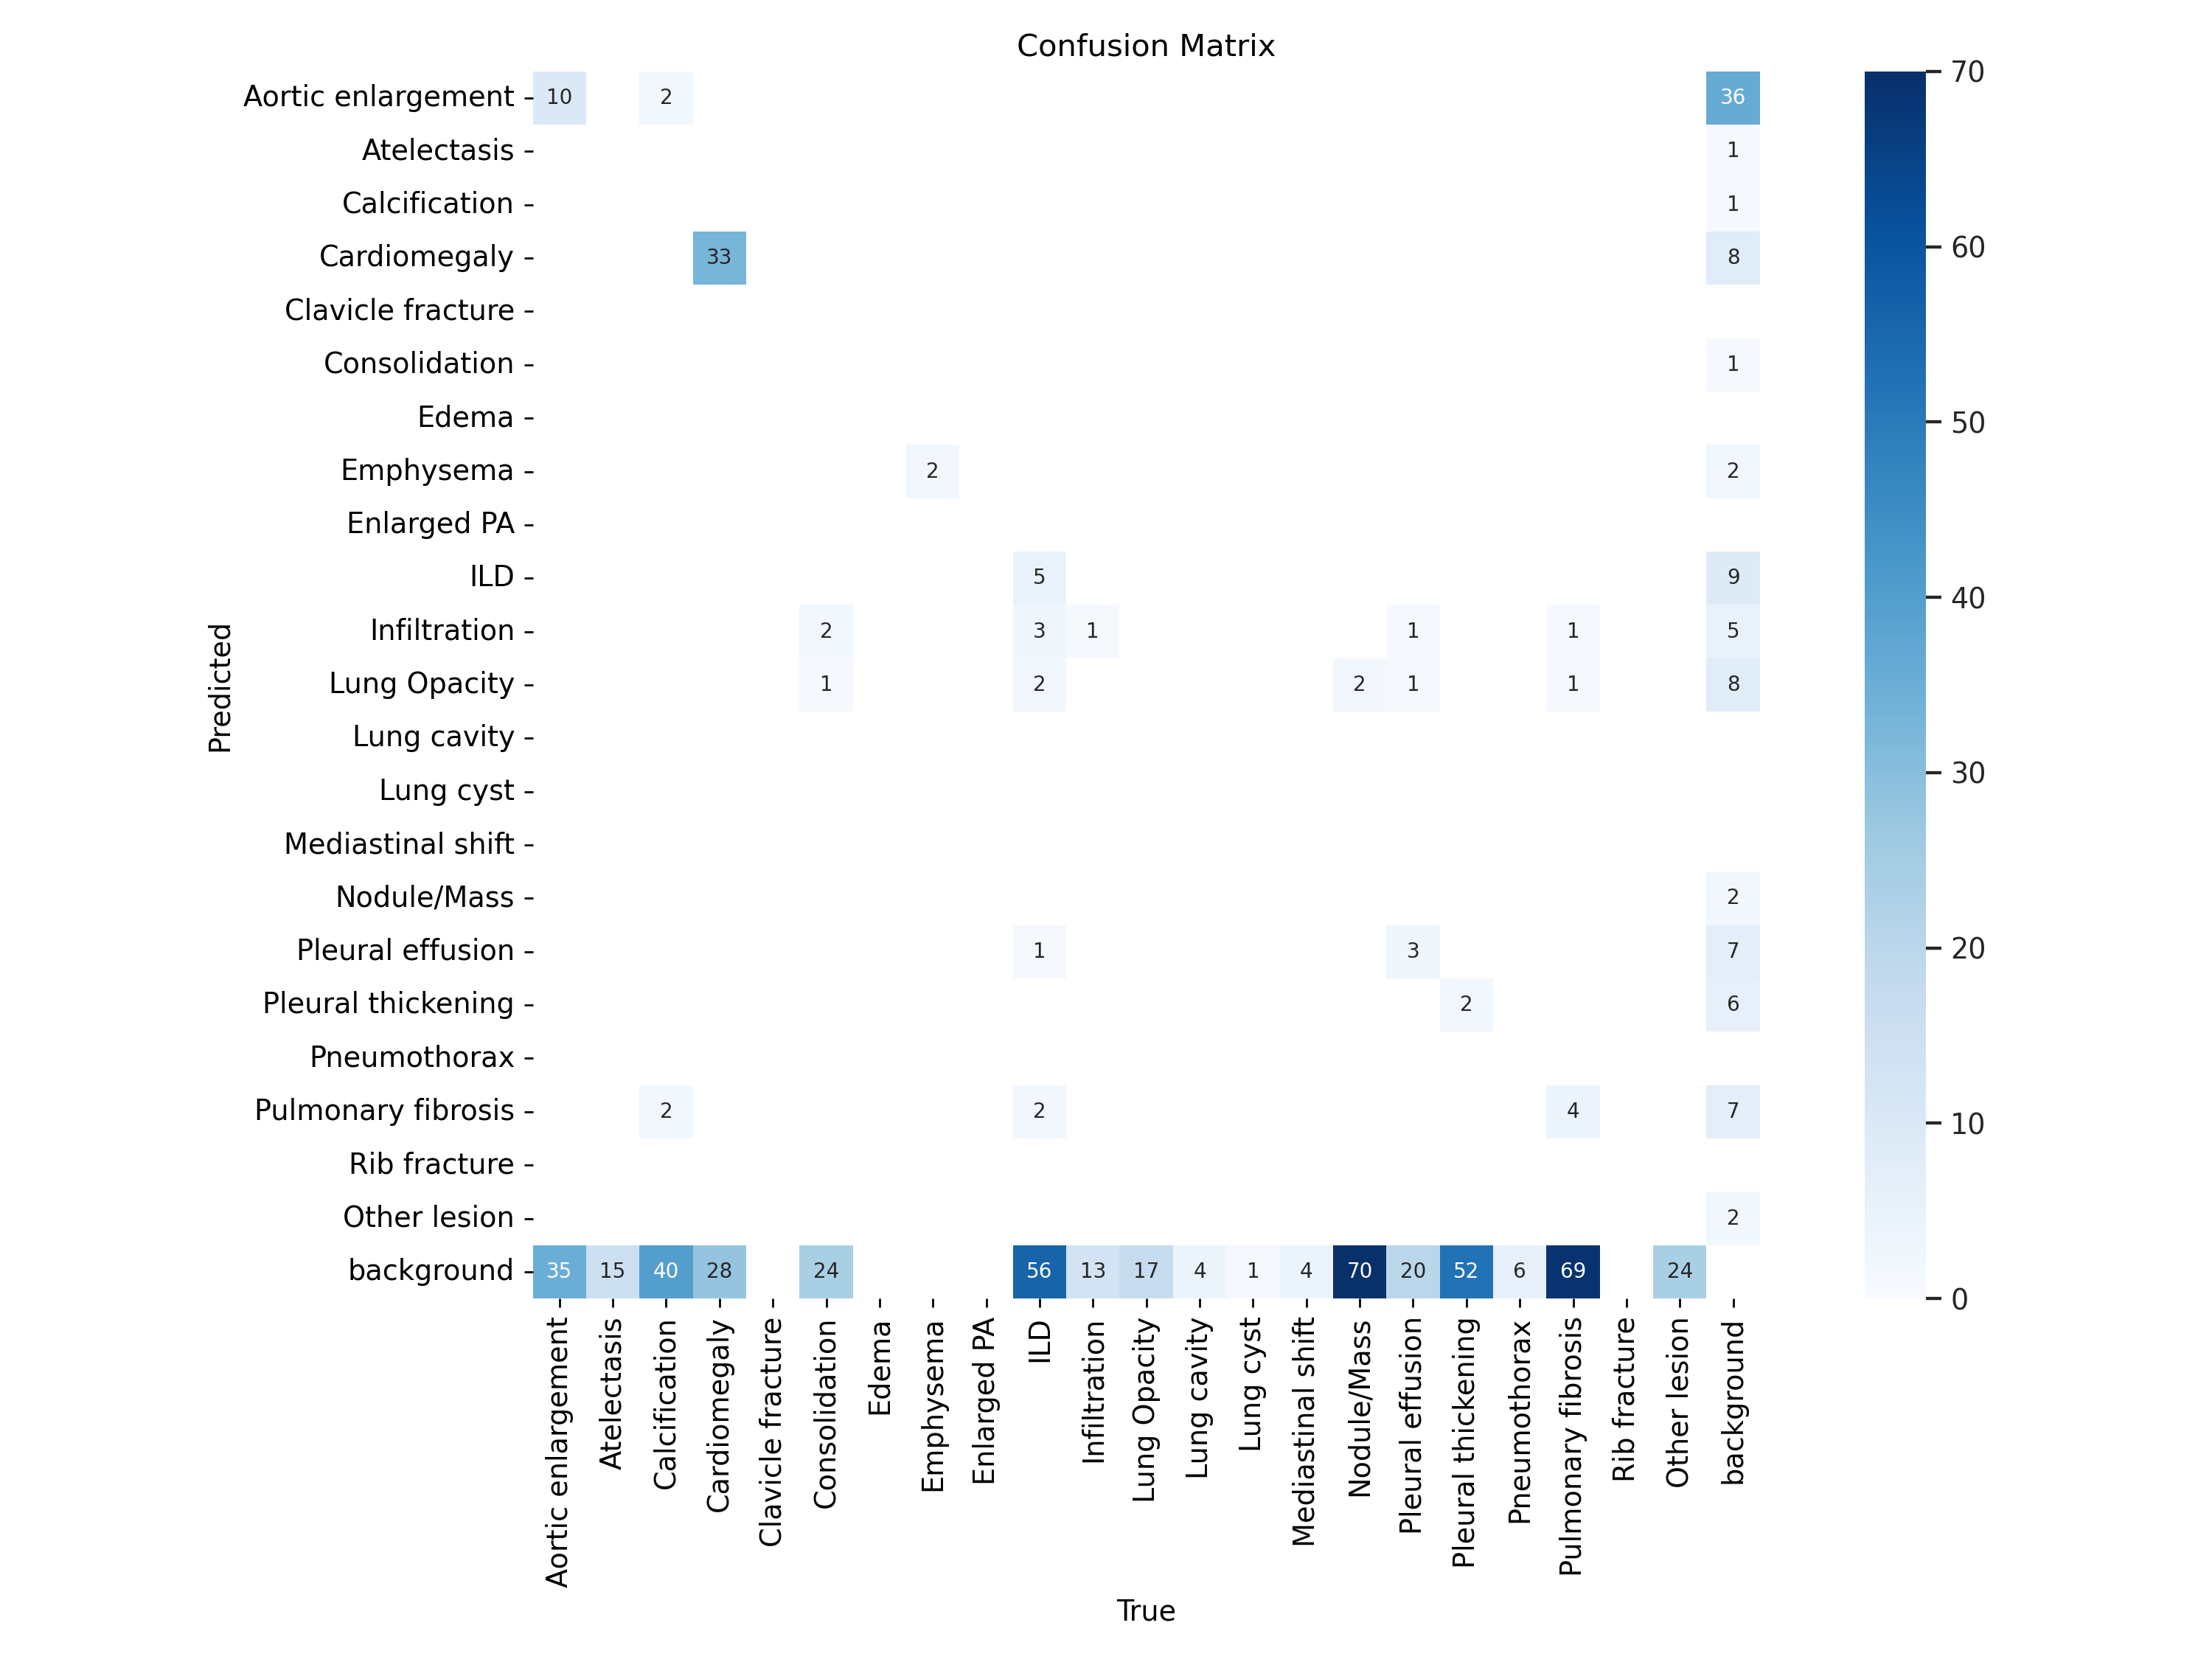 Confusion Matrix
Predicted
Aortic enlargement 10 2 36
Atelectasis 1
Calcification 1
Cardiomegaly 33 8
Clavicle fracture
Consolidation 1
Edema
Emphysema 2 2
Enlarged PA
ILD 5 9
Infiltration 2 3 1 1 1 5
Lung Opacity 1 2 2 1 1 8
Lung cavity
Lung cyst
Mediastinal shift
Nodule/Mass 2
Pleural effusion 1 3 7
Pleural thickening 2 6
Pneumothorax
Pulmonary fibrosis 2 2 4 7
Rib fracture
Other lesion 2
background 35 15 40 28 24 56 13 17 4 1 4 70 20 52 6 69 24
Aortic enlargement
Atelectasis
Calcification
Cardiomegaly
Clavicle fracture
Consolidation
Edema
Emphysema
Enlarged PA
ILD
Infiltration
Lung Opacity
Lung cavity
Lung cyst
Mediastinal shift
Nodule/Mass
Pleural effusion
Pleural thickening
Pneumothorax
Pulmonary fibrosis
Rib fracture
Other lesion
background
True
70
60
50
40
30
20
10
0